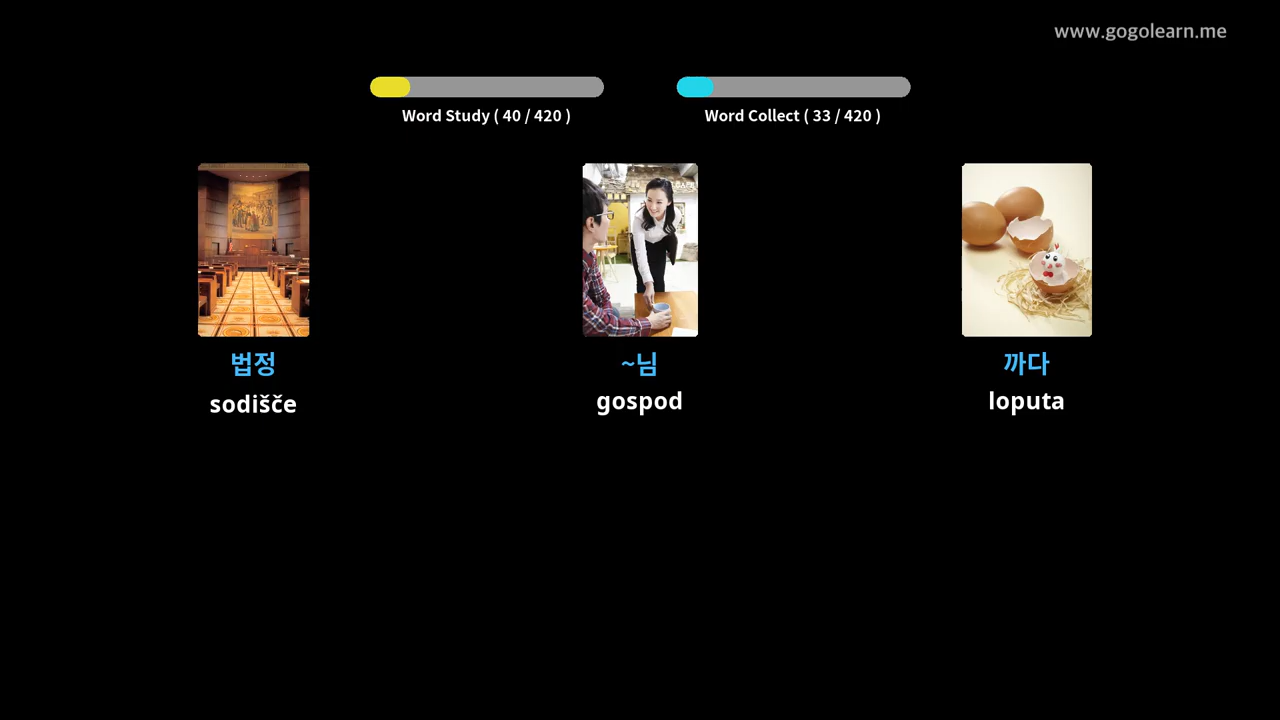 www.gogolearn.me
Word Study ( 40 / 420 )
Word Collect ( 33 / 420 )
법정
~님
까다
sodišče
gospod
loputa